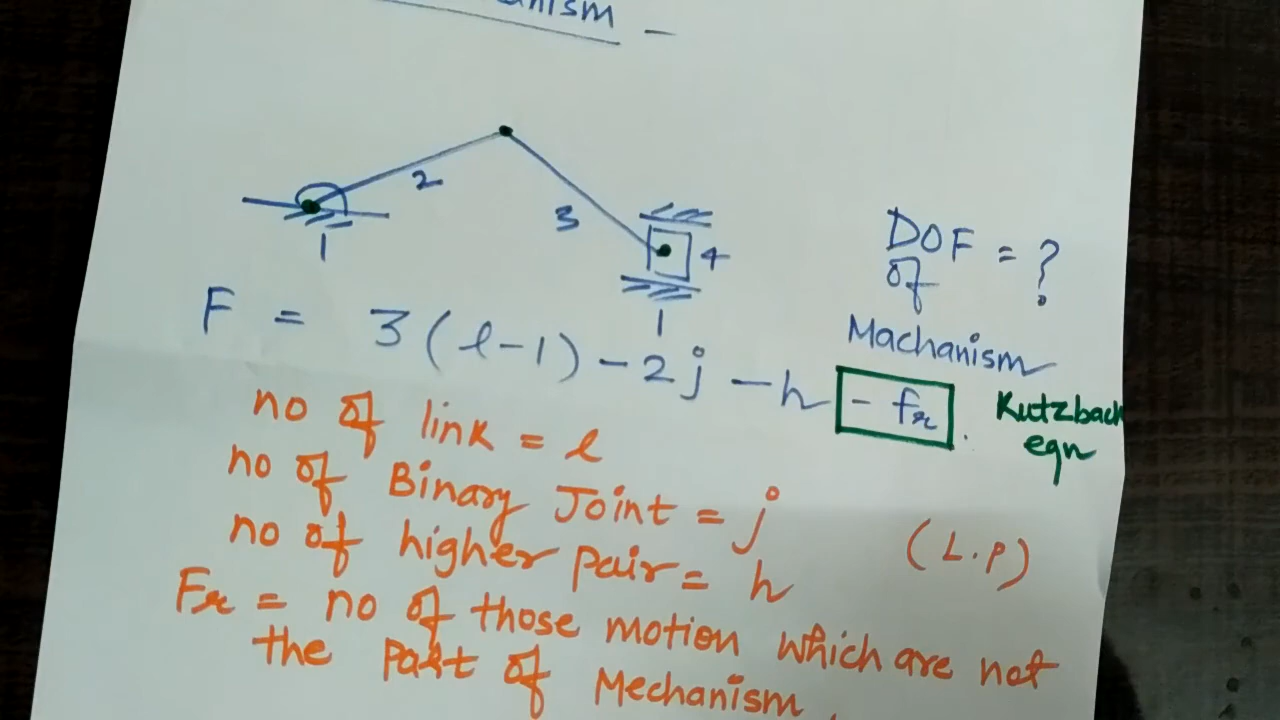 2
3
4
1
1
DOF = ?
of
Machanism
F = 3(l-1) - 2j - h - fr .
Kutzbach
eqn
no of link = l
no of Binary Joint = j (L.P)
no of higher pair = h
Fr = no of those motion which are not
the part of Mechanism.